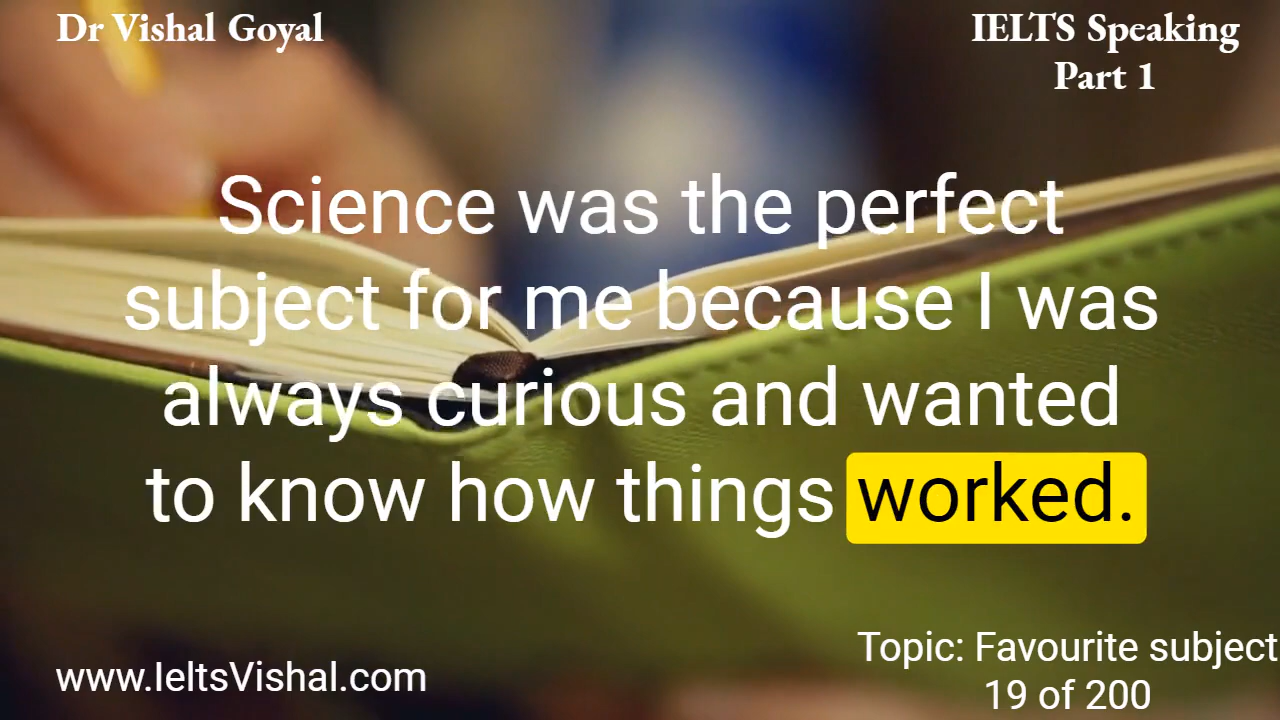 Dr Vishal Goyal
IELTS Speaking
Part 1
Science was the perfect
subject for me because I was
always curious and wanted
to know how things worked.
www.IeltsVishal.com
Topic: Favourite subject
19 of 200